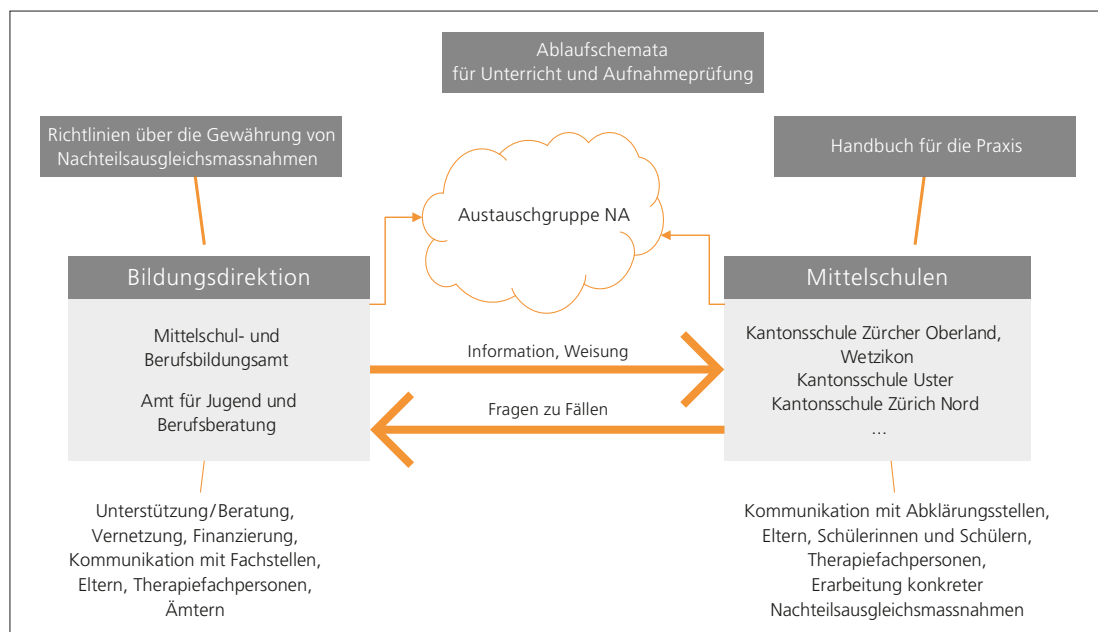 Ablaufschemata
für Unterricht und Aufnahmeprüfung
Richtlinien über die Gewährung von
Nachteilsausgleichsmassnahmen
Handbuch für die Praxis
Austauschgruppe NA
Bildungsdirektion
Mittelschul- und
Berufsbildungsamt
Amt für Jugend und
Berufsberatung
Information, Weisung
Fragen zu Fällen
Mittelschulen
Kantonsschule Zürcher Oberland,
Wetzikon
Kantonsschule Uster
Kantonsschule Zürich Nord
...
Unterstützung/Beratung,
Vernetzung, Finanzierung,
Kommunikation mit Fachstellen,
Eltern, Therapiefachpersonen,
Ämtern
Kommunikation mit Abklärungsstellen,
Eltern, Schülerinnen und Schülern,
Therapiefachpersonen,
Erarbeitung konkreter
Nachteilsausgleichsmassnahmen